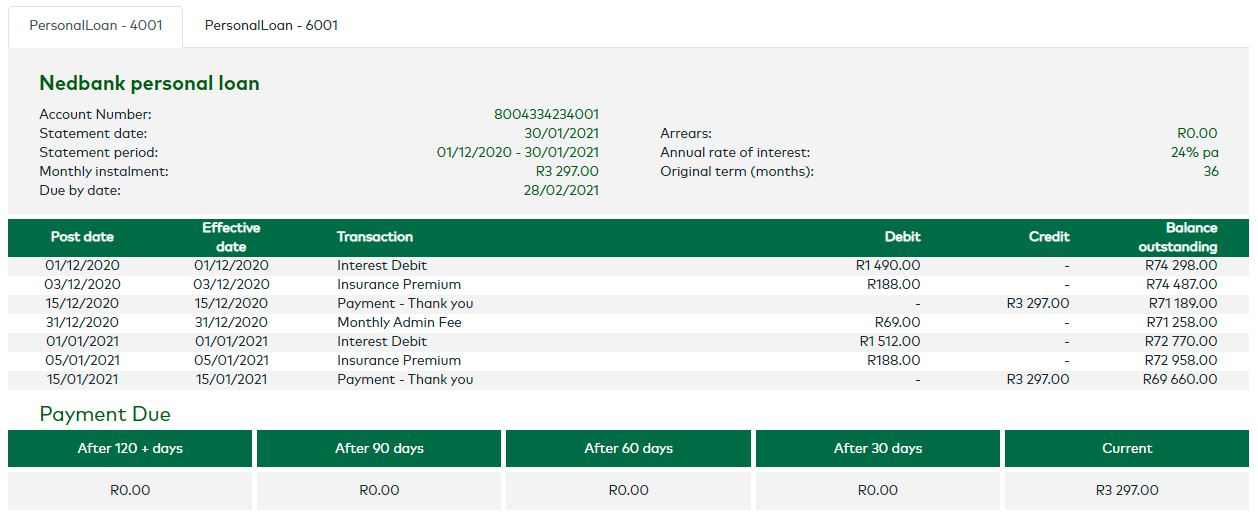 PersonalLoan - 4001 PersonalLoan - 6001
Nedbank personal loan
Account Number: 8004334234001
Statement date: 30/01/2021 Arrears: R0.00
Statement period: 01/12/2020 - 30/01/2021 Annual rate of interest: 24% pa
Monthly instalment: R3 297.00 Original term (months): 36
Due by date: 28/02/2021
Post date Effective date Transaction Debit Credit Balance outstanding
01/12/2020 01/12/2020 Interest Debit R1 490.00 - R74 298.00
03/12/2020 03/12/2020 Insurance Premium R188.00 - R74 487.00
15/12/2020 15/12/2020 Payment - Thank you - R3 297.00 R71 189.00
31/12/2020 31/12/2020 Monthly Admin Fee R69.00 - R71 258.00
01/01/2021 01/01/2021 Interest Debit R1 512.00 - R72 770.00
05/01/2021 05/01/2021 Insurance Premium R188.00 - R72 958.00
15/01/2021 15/01/2021 Payment - Thank you - R3 297.00 R69 660.00
Payment Due
After 120 + days After 90 days After 60 days After 30 days Current
R0.00 R0.00 R0.00 R0.00 R3 297.00